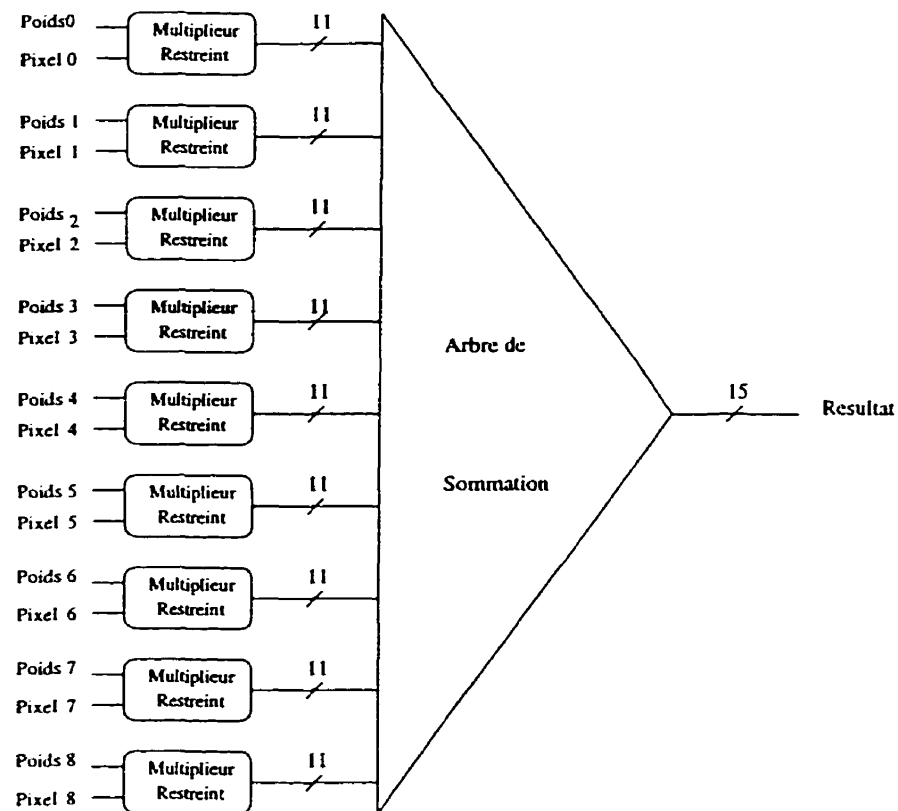 Poids0
Pixel 0
Multiplieur
Restreint
11
Poids 1
Pixel 1
Multiplieur
Restreint
11
Poids 2
Pixel 2
Multiplieur
Restreint
11
Poids 3
Pixel 3
Multiplieur
Restreint
11
Poids 4
Pixel 4
Multiplieur
Restreint
11
Poids 5
Pixel 5
Multiplieur
Restreint
11
Poids 6
Pixel 6
Multiplieur
Restreint
11
Poids 7
Pixel 7
Multiplieur
Restreint
11
Poids 8
Pixel 8
Multiplieur
Restreint
11
Arbre de
Sommation
15
Resultat